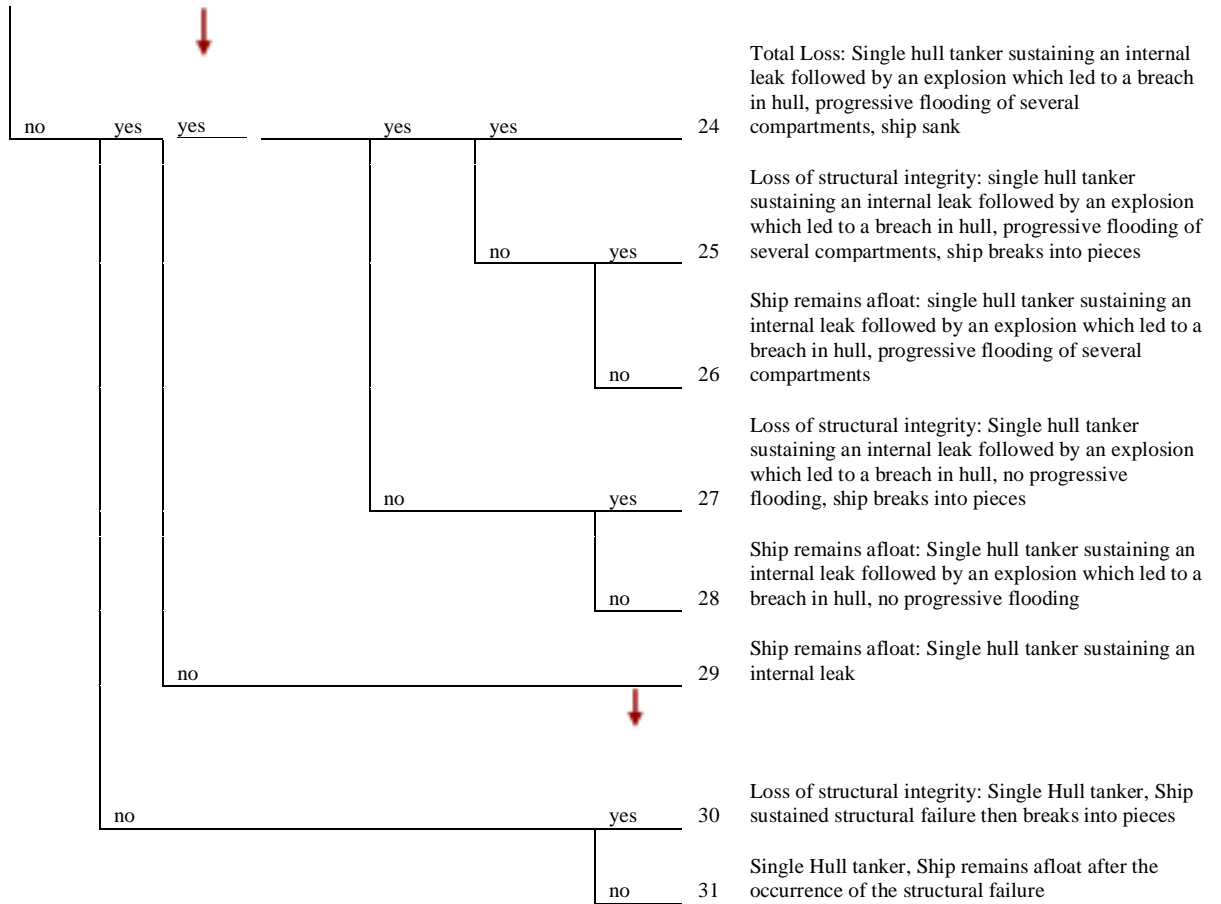 Total Loss: Single hull tanker sustaining an internal
leak followed by an explosion which led to a breach
in hull, progressive flooding of several
no yes yes yes yes 24 compartments, ship sank
Loss of structural integrity: single hull tanker
sustaining an internal leak followed by an explosion
which led to a breach in hull, progressive flooding of
no yes 25 several compartments, ship breaks into pieces
Ship remains afloat: single hull tanker sustaining an
internal leak followed by an explosion which led to a
breach in hull, progressive flooding of several
no 26 compartments
Loss of structural integrity: Single hull tanker
sustaining an internal leak followed by an explosion
which led to a breach in hull, no progressive
no yes 27 flooding, ship breaks into pieces
Ship remains afloat: Single hull tanker sustaining an
internal leak followed by an explosion which led to a
no 28 breach in hull, no progressive flooding
Ship remains afloat: Single hull tanker sustaining an
no 29 internal leak
Loss of structural integrity: Single Hull tanker, Ship
no yes 30 sustained structural failure then breaks into pieces
Single Hull tanker, Ship remains afloat after the
no 31 occurrence of the structural failure